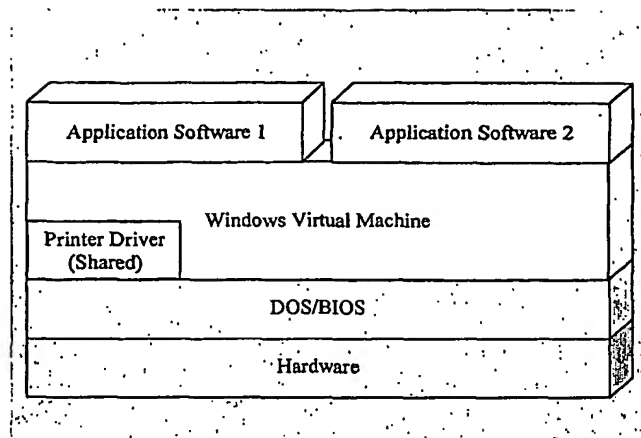 Application Software 1
Application Software 2
Windows Virtual Machine
Printer Driver
(Shared)
DOS/BIOS
Hardware